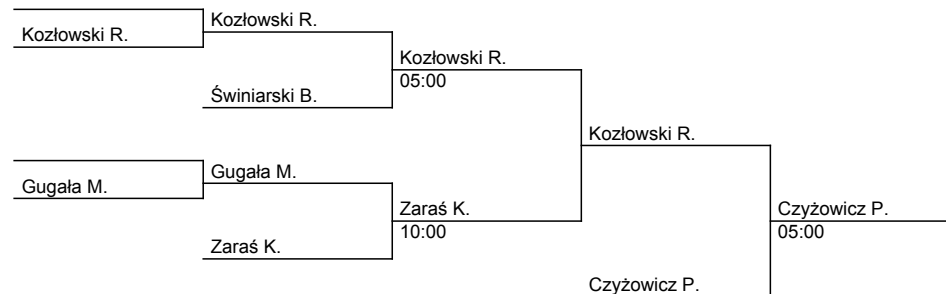 Kozłowski R.
Kozłowski R.
Kozłowski R.
05:00
Świniarski B.
Kozłowski R.
Gugała M.
Gugała M.
Zaraś K.
10:00
Zaraś K.
Czyżowicz P.
05:00
Czyżowicz P.